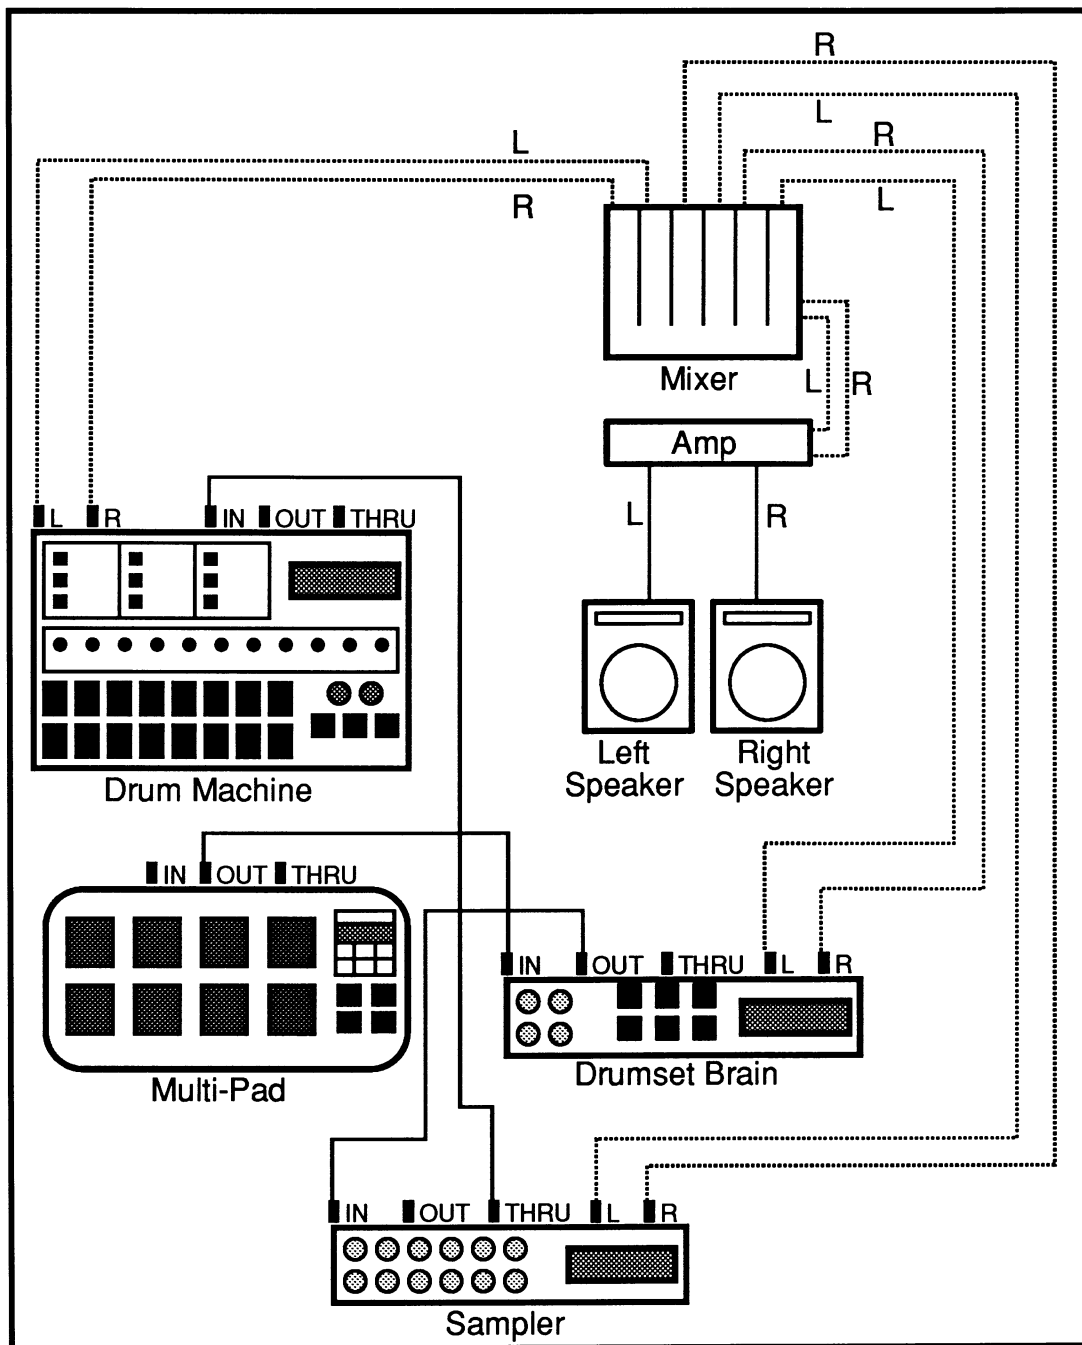 R
L
R
L
L
R
R
L
Mixer
L
R
Amp
L
R
L R IN OUT THRU
Left Speaker
Right Speaker
Drum Machine
IN OUT THRU
IN OUT THRU L R
Multi-Pad
Drumset Brain
IN OUT THRU L R
Sampler